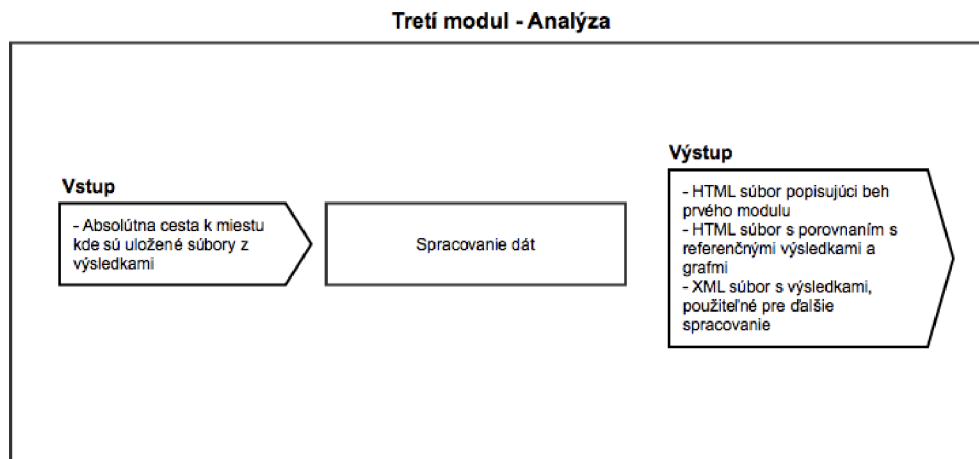 Tretí modul - Analýza
Vstup
- Absolútna cesta k miestu
kde sú uložené súbory z
výsledkami
Spracovanie dát
Výstup
- HTML súbor popisujúci beh
prvého modulu
- HTML súbor s porovnaním s
referenčnými výsledkami a
grafmi
- XML súbor s výsledkami,
použiteľné pre ďalšie
spracovanie